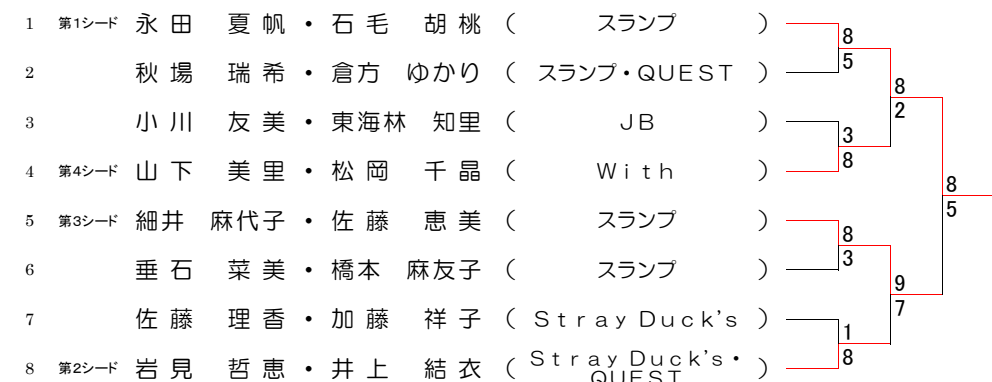 1 第1シード 永田 夏帆・石毛 胡桃 ( スランプ )
8
2 秋場 瑞希・倉方 ゆかり ( スランプ・QUEST )
5
8
2
3 小川 友美・東海林 知里 ( JB )
3
4 第4シード 山下 美里・松岡 千晶 ( With )
8
8
5
5 第3シード 細井 麻代子・佐藤 恵美 ( スランプ )
8
6 垂石 菜美・橋本 麻友子 ( スランプ )
3
9
7
7 佐藤 理香・加藤 祥子 ( Stray Duck's )
1
8 第2シード 岩見 哲恵・井上 結衣 ( Stray Duck's・
QUEST
8